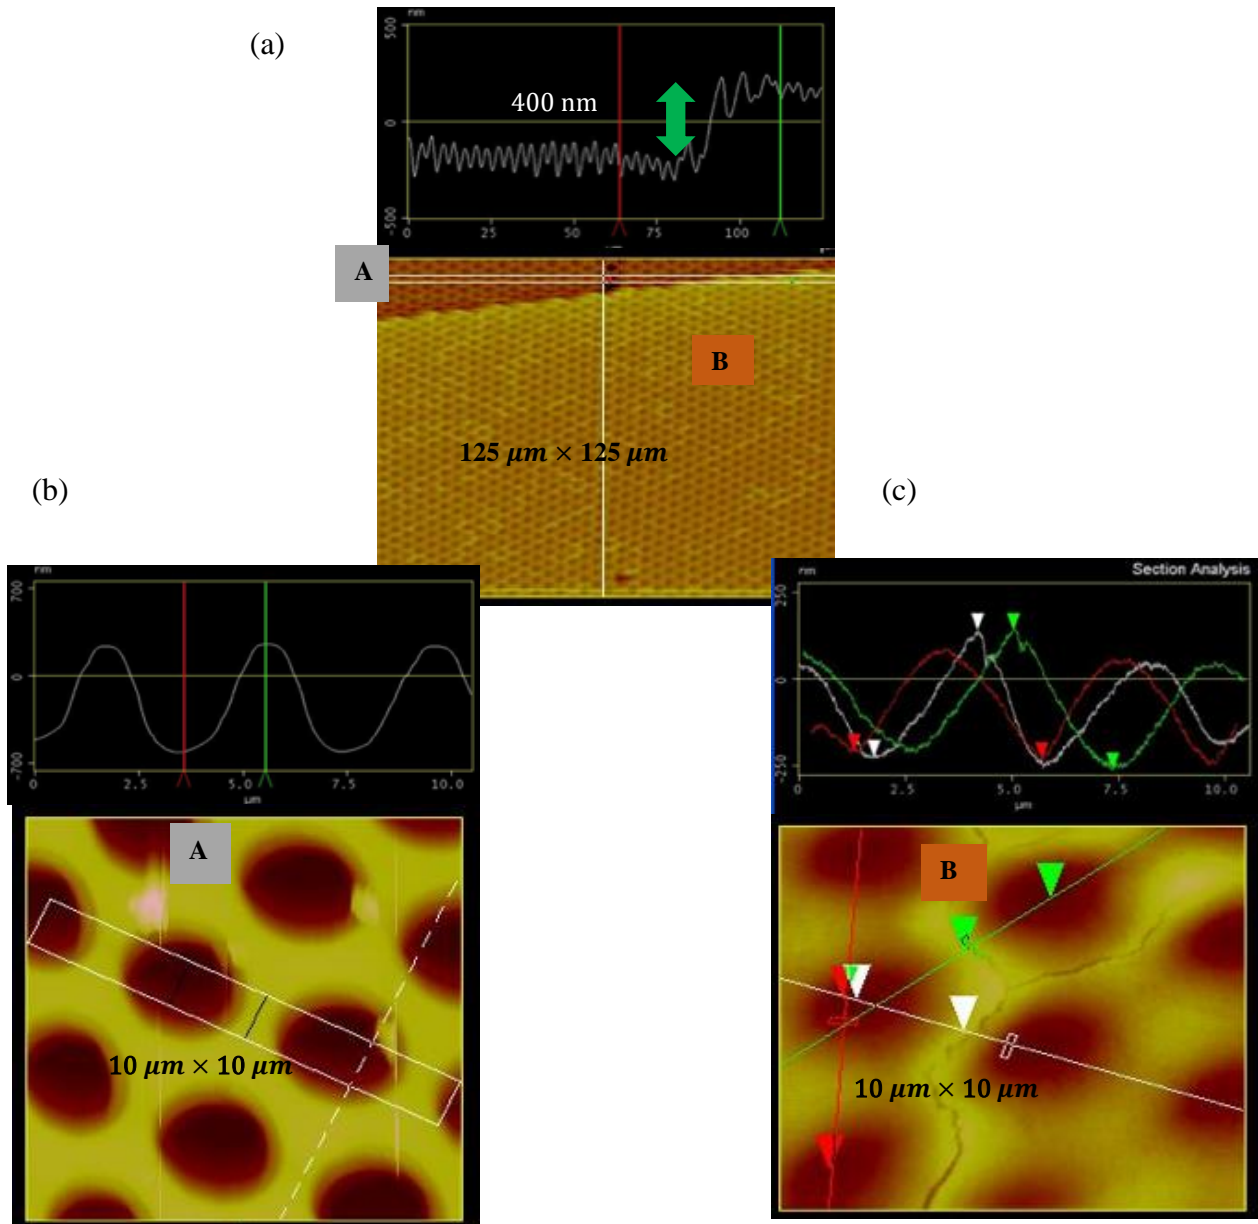 (a)
nm
500
0
-500
400 nm
0 25 50 75 100
A
B
125 μm × 125 μm
(b)
nm
700
0
-700
0 2.5 5.0 7.5 10.0
μm
A
10 μm × 10 μm
(c)
nm
Section Analysis
250
0
-250
0 2.5 5.0 7.5 10.0
μm
B
10 μm × 10 μm